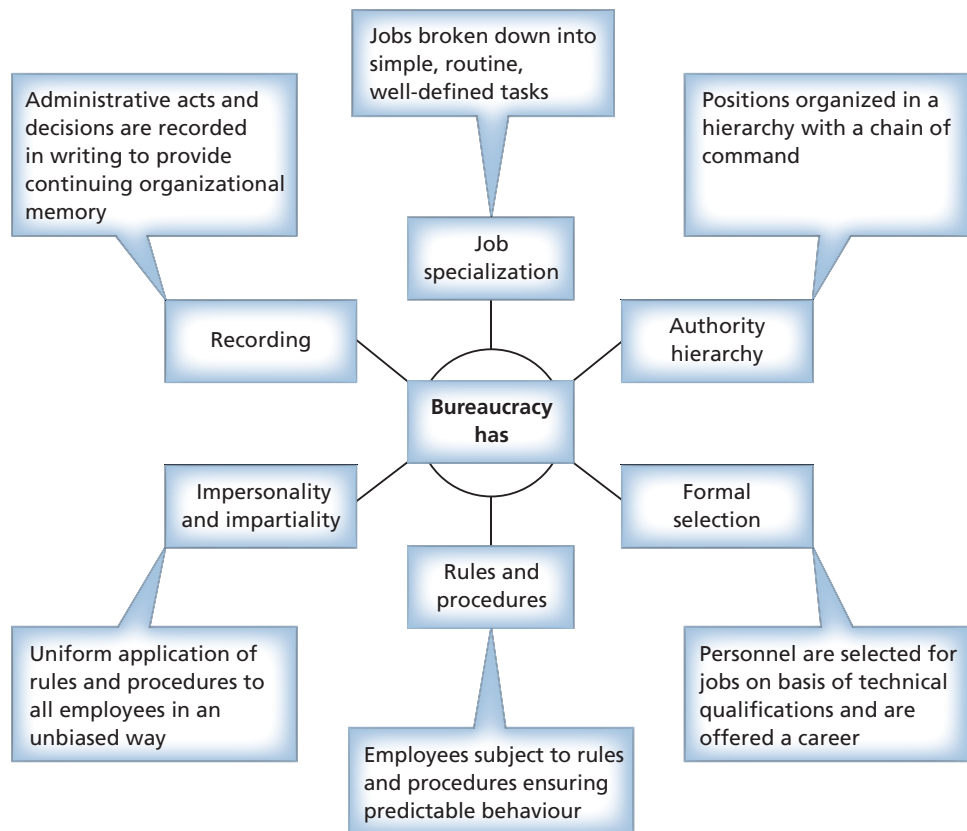 Jobs broken down into
simple, routine,
well-defined tasks
Administrative acts and
decisions are recorded
in writing to provide
continuing organizational
memory
Positions organized in a
hierarchy with a chain of
command
Job
specialization
Recording
Authority
hierarchy
Bureaucracy
has
Impersonality
and impartiality
Formal
selection
Rules and
procedures
Uniform application of
rules and procedures to
all employees in an
unbiased way
Personnel are selected for
jobs on basis of technical
qualifications and are
offered a career
Employees subject to rules
and procedures ensuring
predictable behaviour